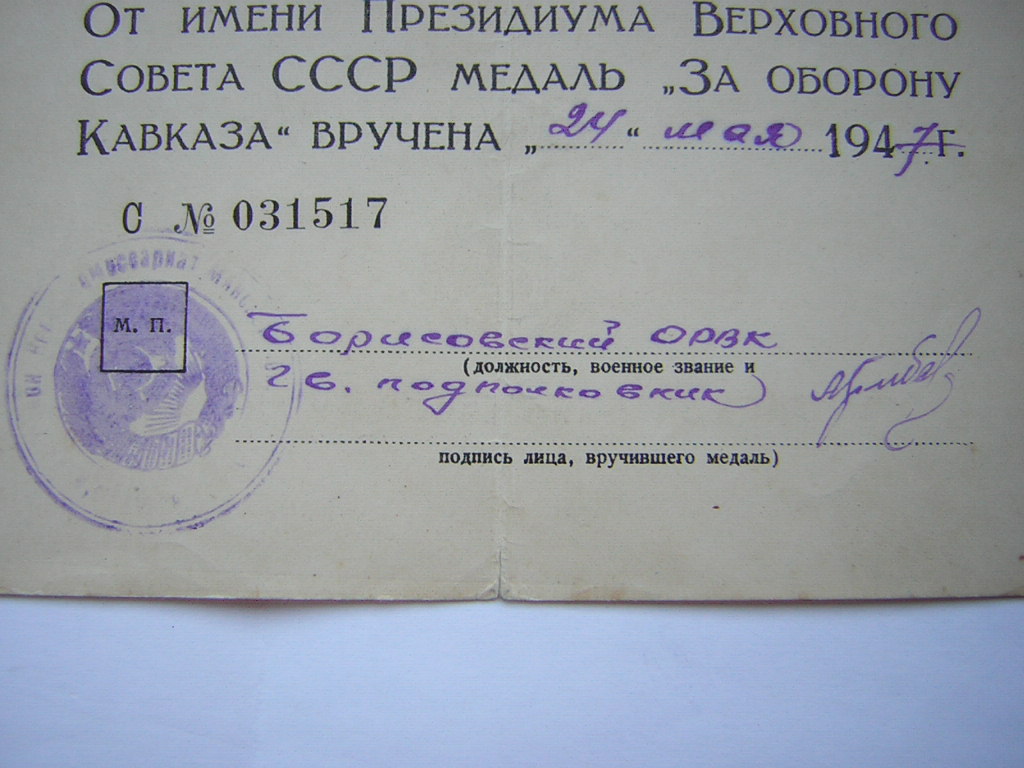 От имени Президиума Верховного
Совета СССР медаль „За оборону
Кавказа“ вручена „24“ мая 1947 г.
С № 031517
М. П.
Борисовский ОРВК
(должность, военное звание и
гв. подполковник
подпись лица, вручившего медаль)